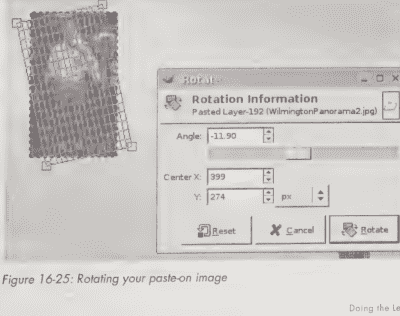 Rotate
Rotation Information
Pasted Layer-192 (WilmingtonPanorama2.jpg)
Angle: -11.90
Center X: 399
Y: 274 px
Reset Cancel Rotate
Figure 16-25: Rotating your paste-on image
Doing the Le